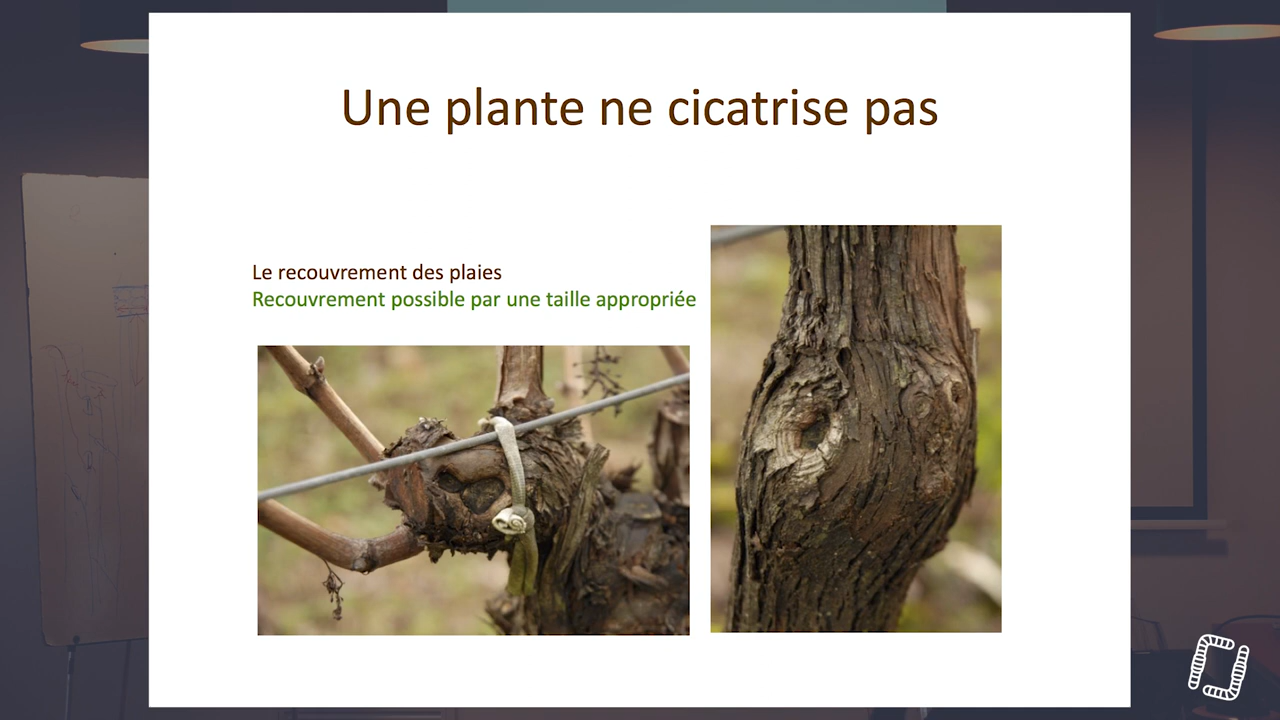 Une plante ne cicatrise pas
Le recouvrement des plaies
Recouvrement possible par une taille appropriée